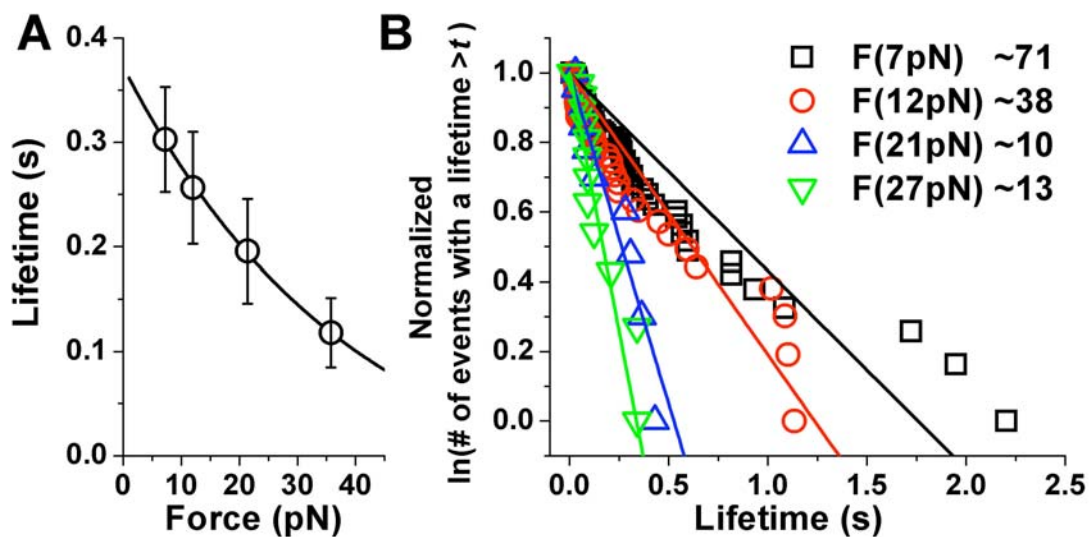 A
Lifetime (s)
0.4
0.3
0.2
0.1
0 10 20 30 40
Force (pN)
B
Normalized
ln(# of events with a lifetime >t)
1.0
0.8
0.6
0.4
0.2
0.0
0.0 0.5 1.0 1.5 2.0 2.5
Lifetime (s)
F(7pN) ~71
F(12pN) ~38
F(21pN) ~10
F(27pN) ~13